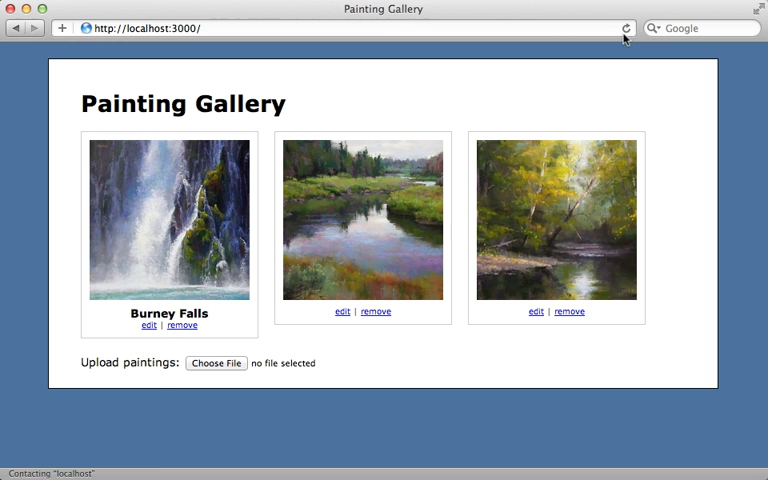 Painting Gallery
http://localhost:3000/
Google
Painting Gallery
Burney Falls
edit | remove
edit | remove
edit | remove
Upload paintings: Choose File no file selected
Contacting "localhost"